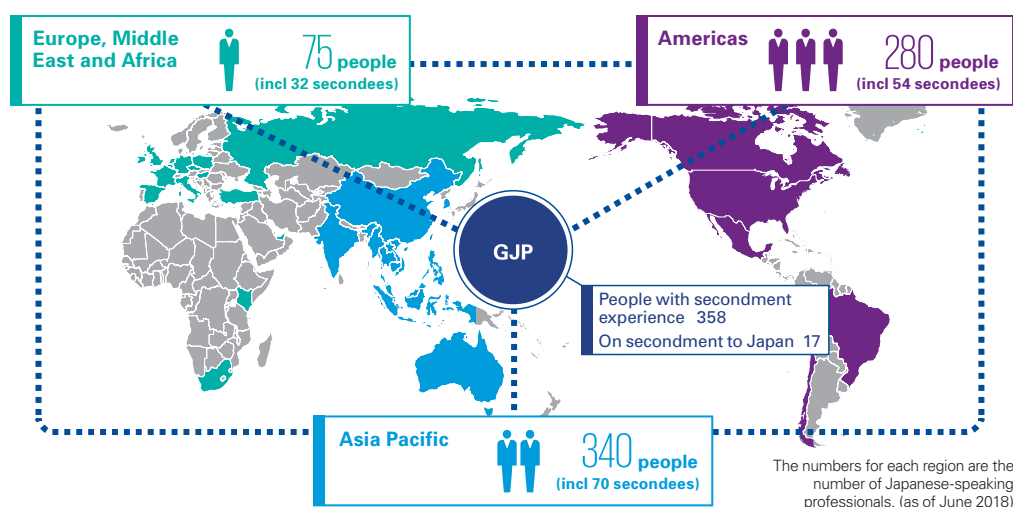 Europe, Middle
East and Africa
75 people
(incl 32 secondees)
Americas
280 people
(incl 54 secondees)
GJP
People with secondment
experience 358
On secondment to Japan 17
Asia Pacific
340 people
(incl 70 secondees)
The numbers for each region are the
number of Japanese-speaking
professionals. (as of June 2018)